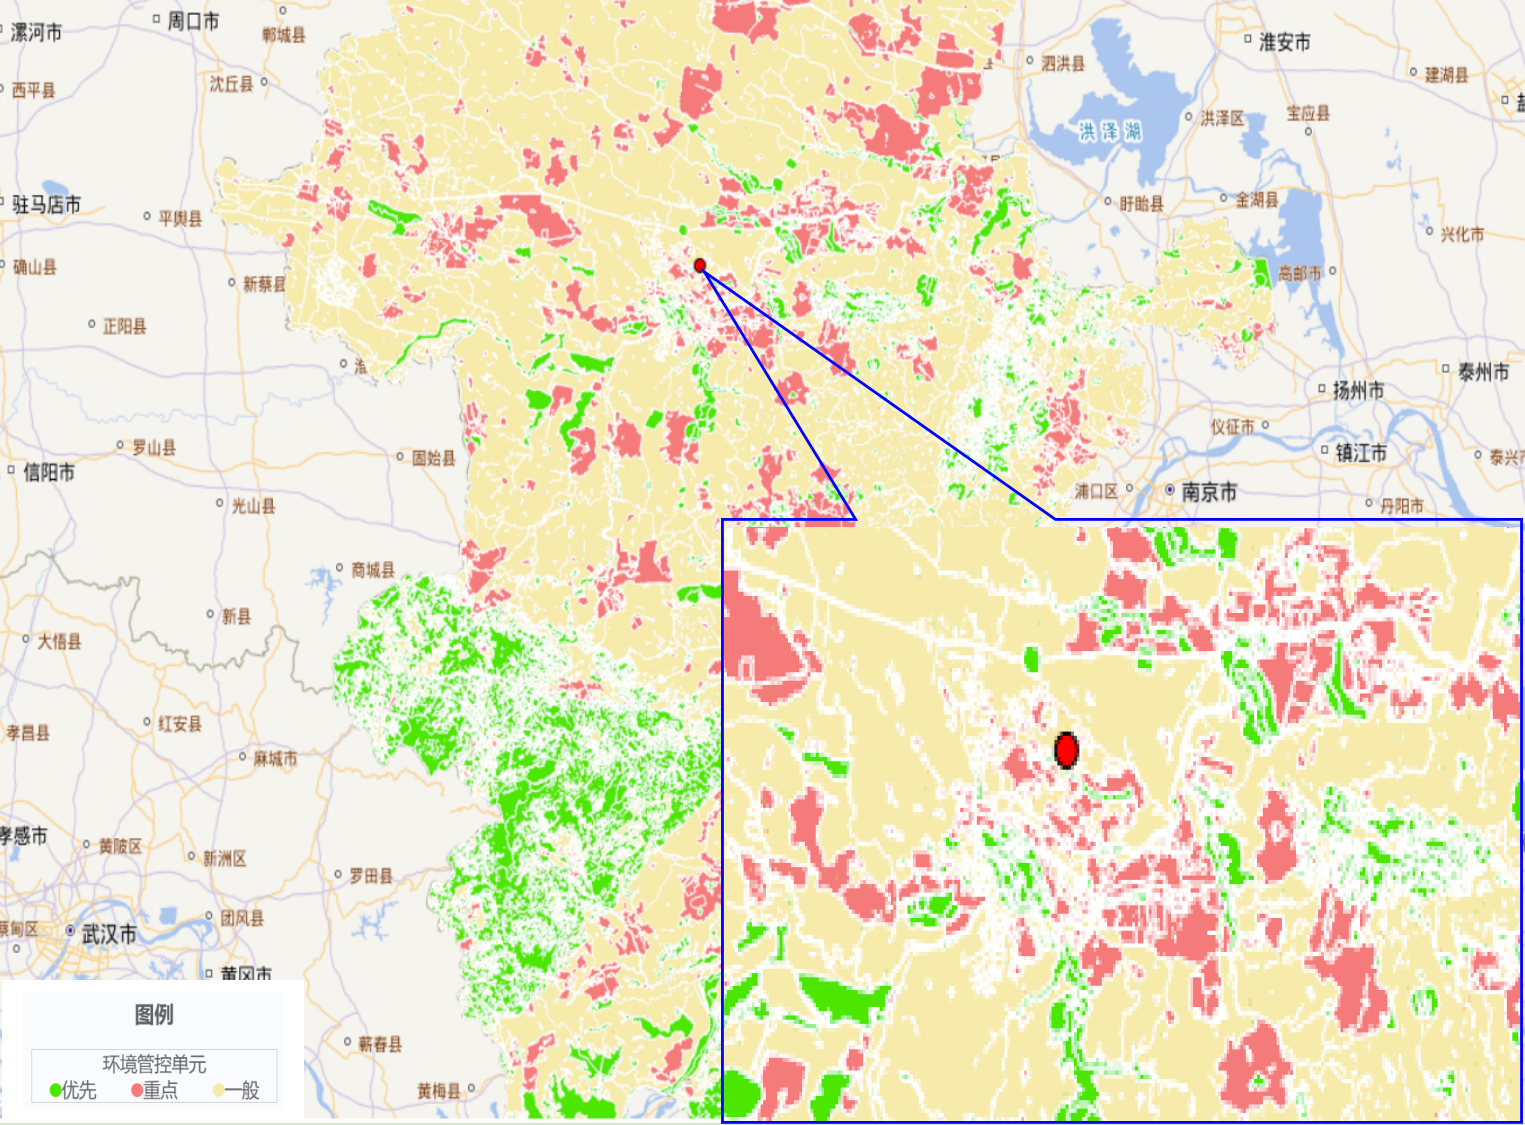 漯河市
周口市
郸城县
淮安市
泗洪县
建湖县
西平县
沈丘县
洪泽区
宝应县
洪泽湖
驻马店市
平舆县
盱眙县
金湖县
兴化市
确山县
新蔡县
高邮市
正阳县
泰州市
扬州市
仪征市
罗山县
固始县
镇江市
信阳市
浦口区
南京市
光山县
丹阳市
商城县
新县
大悟县
孝昌县
红安县
麻城市
孝感市
黄陂区
新洲区
罗田县
蔡甸区
武汉市
团风县
黄冈市
图例
蕲春县
环境管控单元
优先
重点
一般
黄梅县